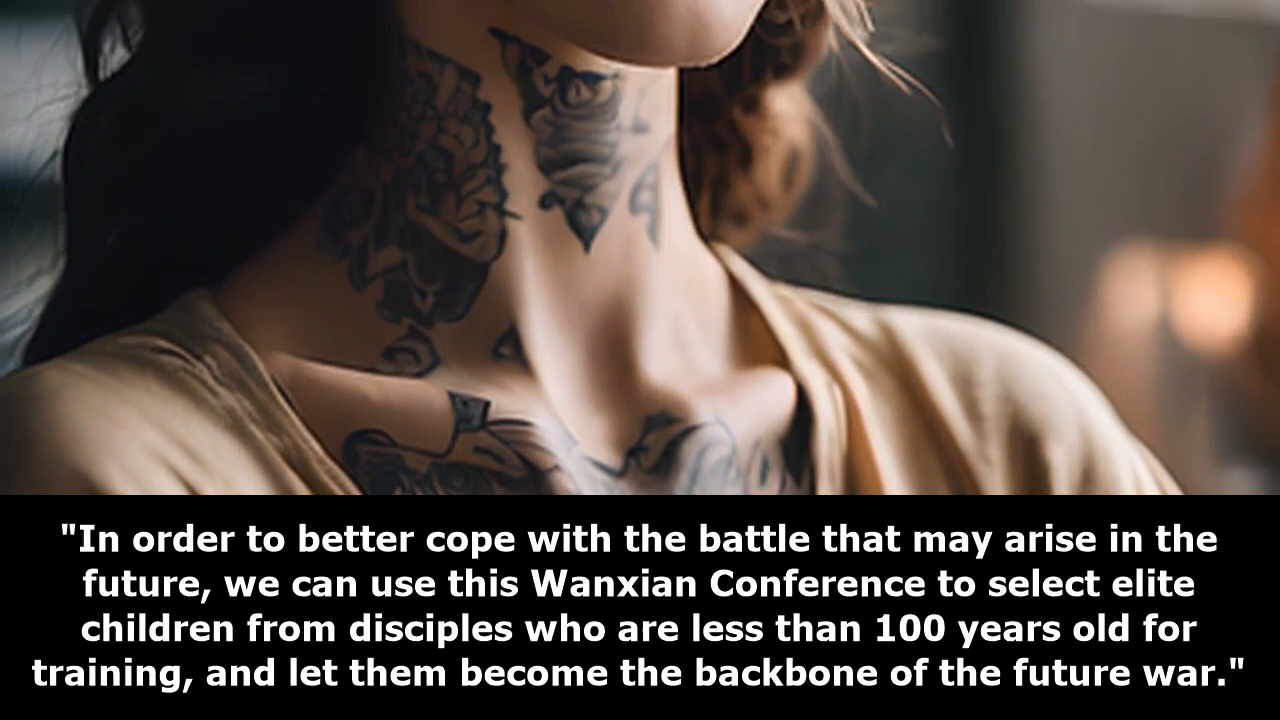 "In order to better cope with the battle that may arise in the
future, we can use this Wanxian Conference to select elite
children from disciples who are less than 100 years old for
training, and let them become the backbone of the future war."